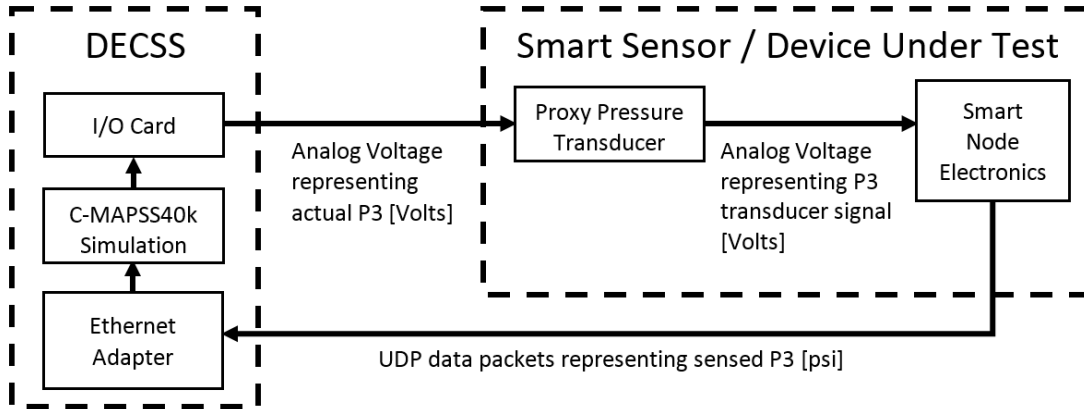 DECSS
Smart Sensor / Device Under Test
I/O Card
Proxy Pressure
Transducer
Smart
Node
Electronics
Analog Voltage
representing
actual P3 [Volts]
Analog Voltage
representing P3
transducer signal
[Volts]
C-MAPSS40k
Simulation
Ethernet
Adapter
UDP data packets representing sensed P3 [psi]